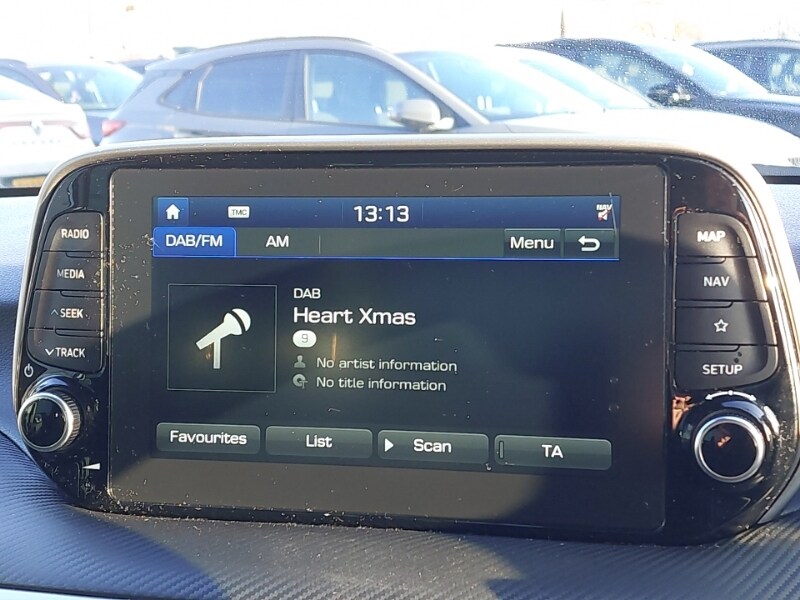 TMC 13:13 NAV
DAB/FM AM Menu
DAB
Heart Xmas
9
No artist information
No title information
Favourites List Scan TA
RADIO
MEDIA
SEEK
TRACK
MAP
NAV
SETUP